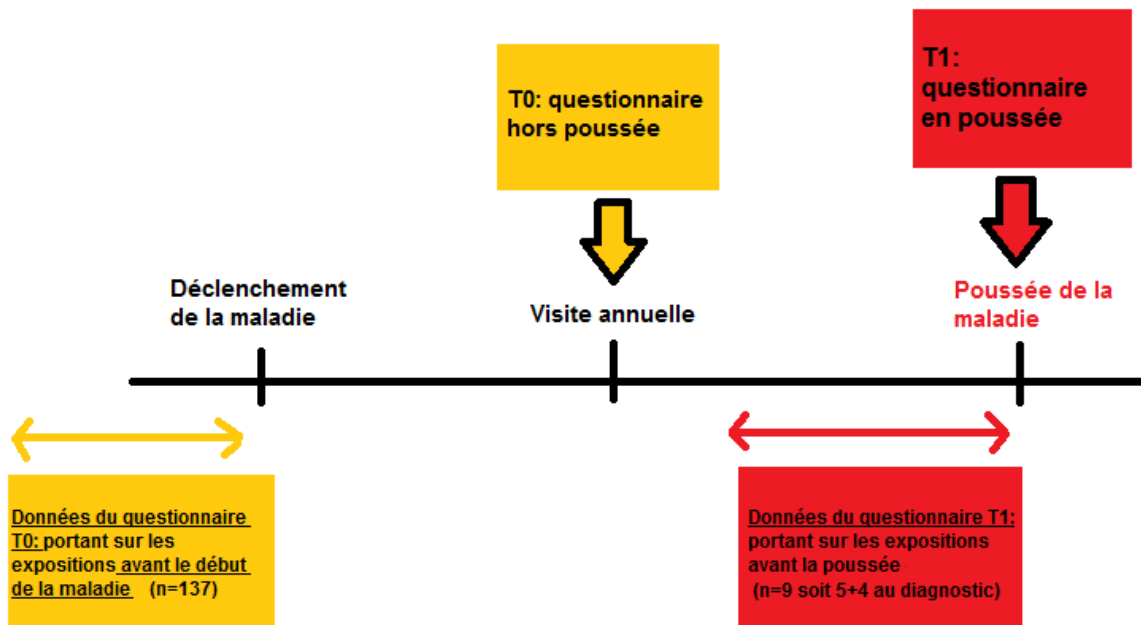 T0: questionnaire
hors poussée
T1:
questionnaire
en poussée
Déclenchement
de la maladie
Visite annuelle
Poussée de la
maladie
Données du questionnaire
T0: portant sur les
expositions avant le début
de la maladie (n=137)
Données du questionnaire T1:
portant sur les expositions
avant la poussée
(n=9 soit 5+4 au diagnostic)